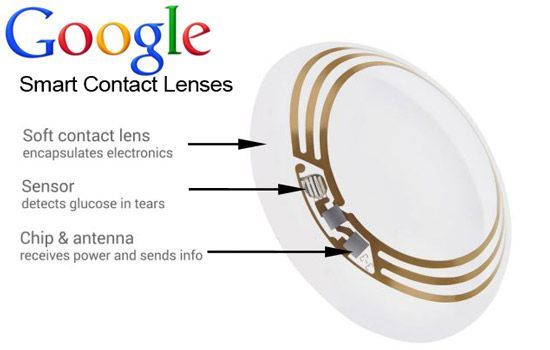 Google
Smart Contact Lenses
Soft contact lens
encapsulates electronics
Sensor
detects glucose in tears
Chip & antenna
receives power and sends info